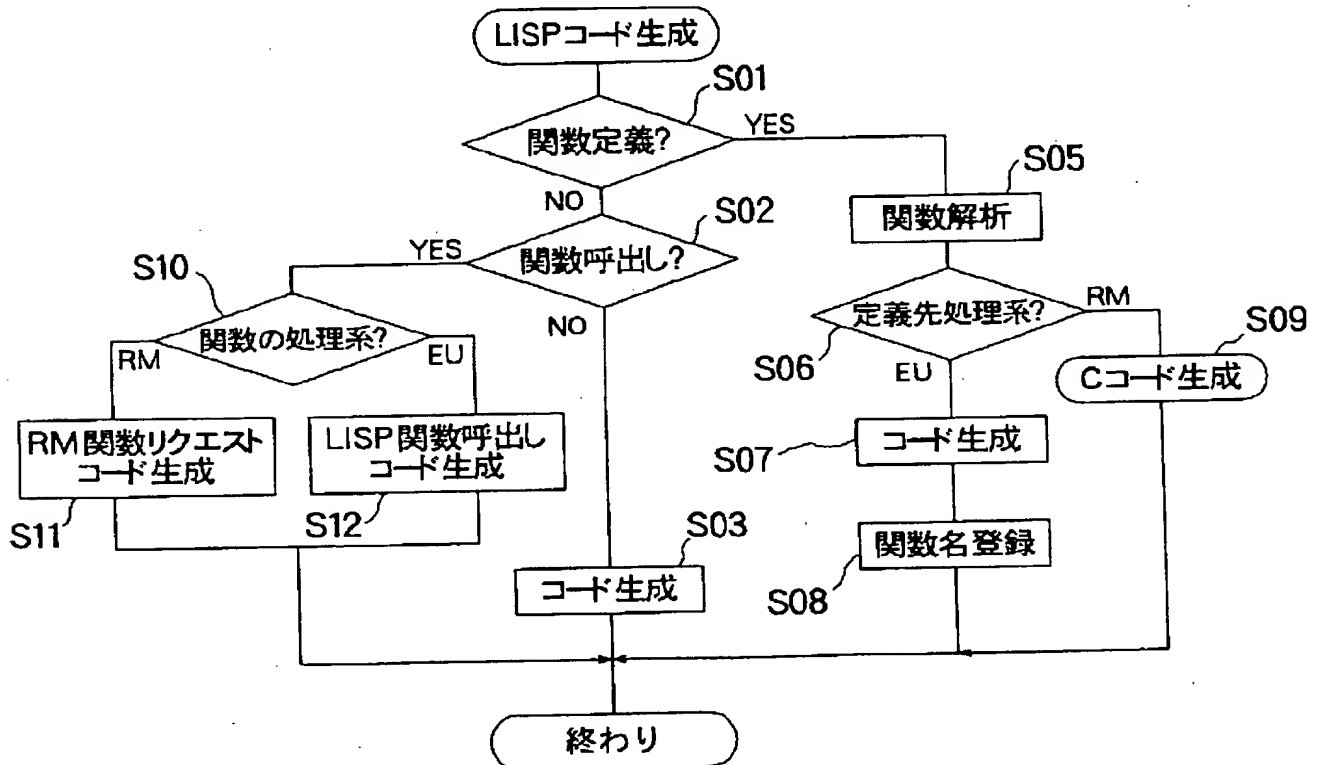 LISPコード生成
S01
関数定義?
YES
NO
S05
関数解析
S02
関数呼出し?
YES
NO
S10
関数の処理系?
RM
EU
定義先処理系?
RM
S06
EU
S09
Cコード生成
RM関数リクエスト
コード生成
S11
LISP関数呼出し
コード生成
S12
S07
コード生成
S03
コード生成
関数名登録
S08
終わり